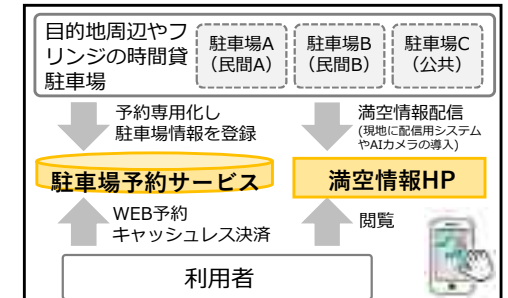 目的地周辺やフ
リンジの時間貸
駐車場
駐車場A
（民間A）
駐車場B
（民間B）
駐車場C
（公共）
予約専用化し
駐車場情報を登録
満空情報配信
(現地に配信用システム
やAIカメラの導入)
駐車場予約サービス
満空情報HP
WEB予約
キャッシュレス決済
閲覧
利用者